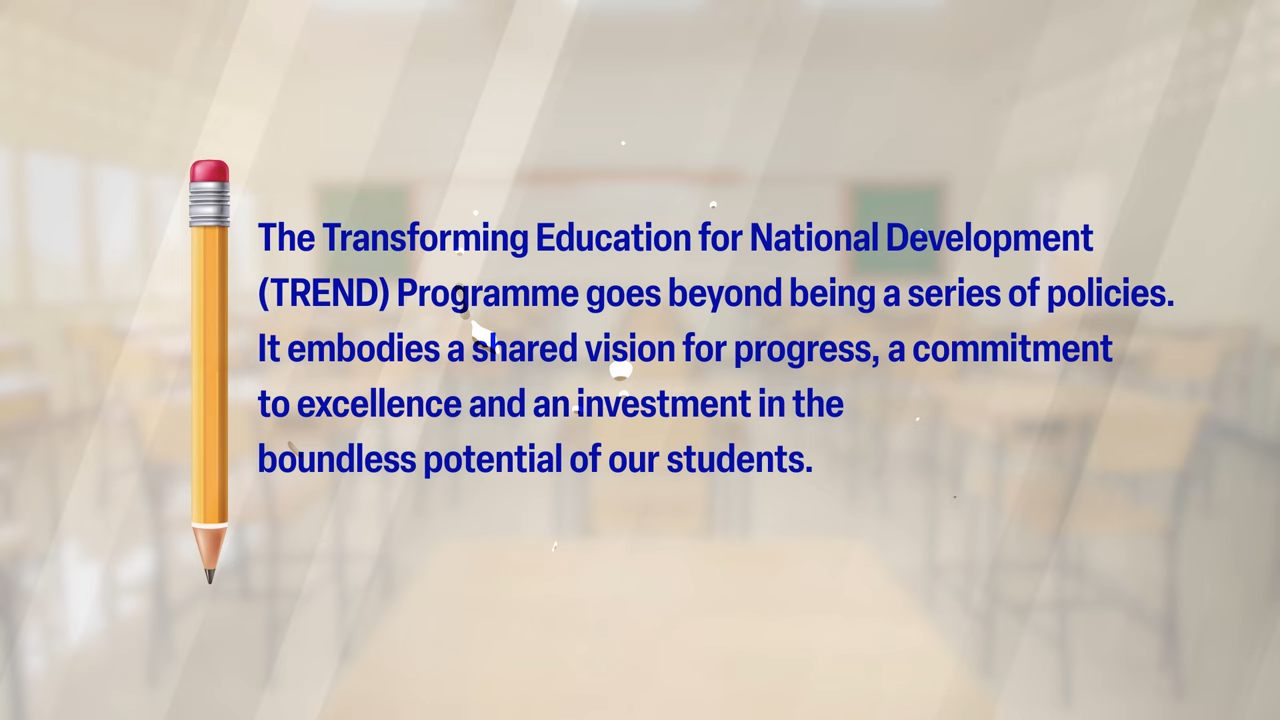 The Transforming Education for National Development
(TREND) Programme goes beyond being a series of policies.
It embodies a shared vision for progress, a commitment
to excellence and an investment in the
boundless potential of our students.